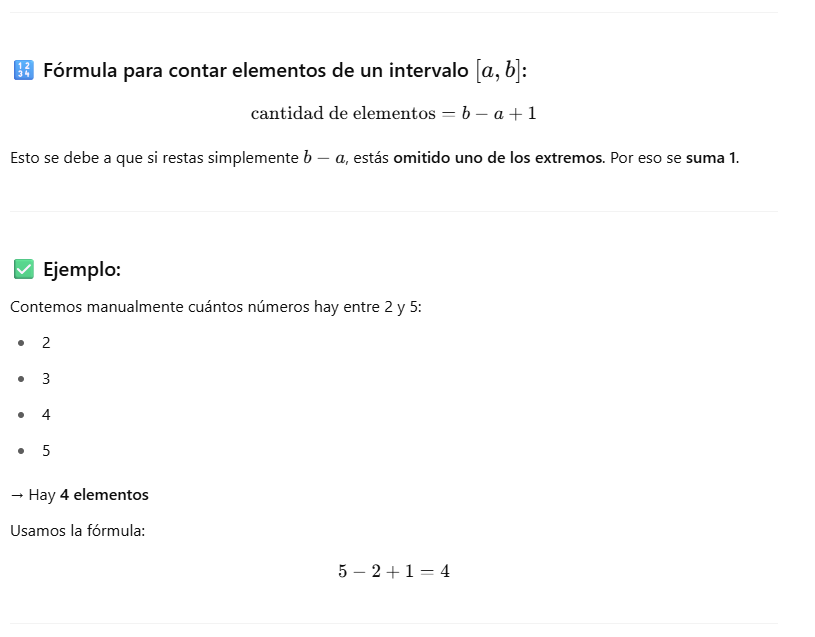 🔢 Fórmula para contar elementos de un intervalo [a, b]:
cantidad de elementos = b − a + 1
Esto se debe a que si restas simplemente b − a, estás omitido uno de los extremos. Por eso se suma 1.
✅ Ejemplo:
Contemos manualmente cuántos números hay entre 2 y 5:
• 2
• 3
• 4
• 5
→ Hay 4 elementos
Usamos la fórmula:
5 − 2 + 1 = 4